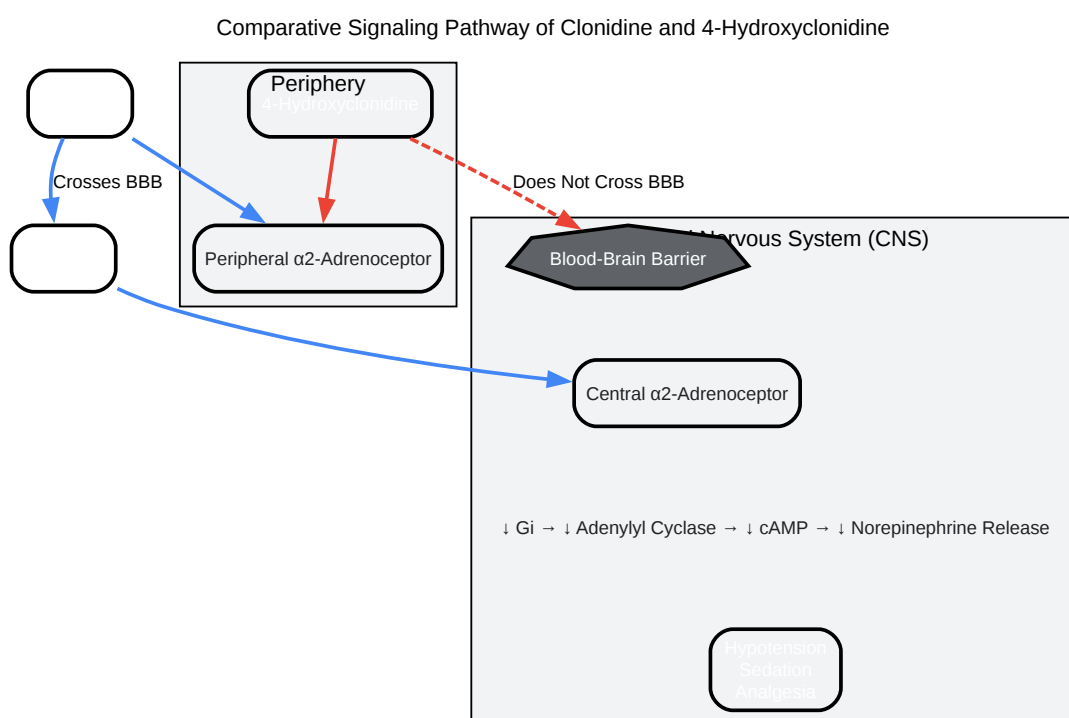 Comparative Signaling Pathway of Clonidine and 4-Hydroxyclonidine
Periphery
4-Hydroxyclonidine
Crosses BBB
Does Not Cross BBB
Nervous System (CNS)
Peripheral α2-Adrenoceptor
Blood-Brain Barrier
Central α2-Adrenoceptor
↓ Gi → ↓ Adenylyl Cyclase → ↓ cAMP → ↓ Norepinephrine Release
Hypotension
Sedation
Analgesia